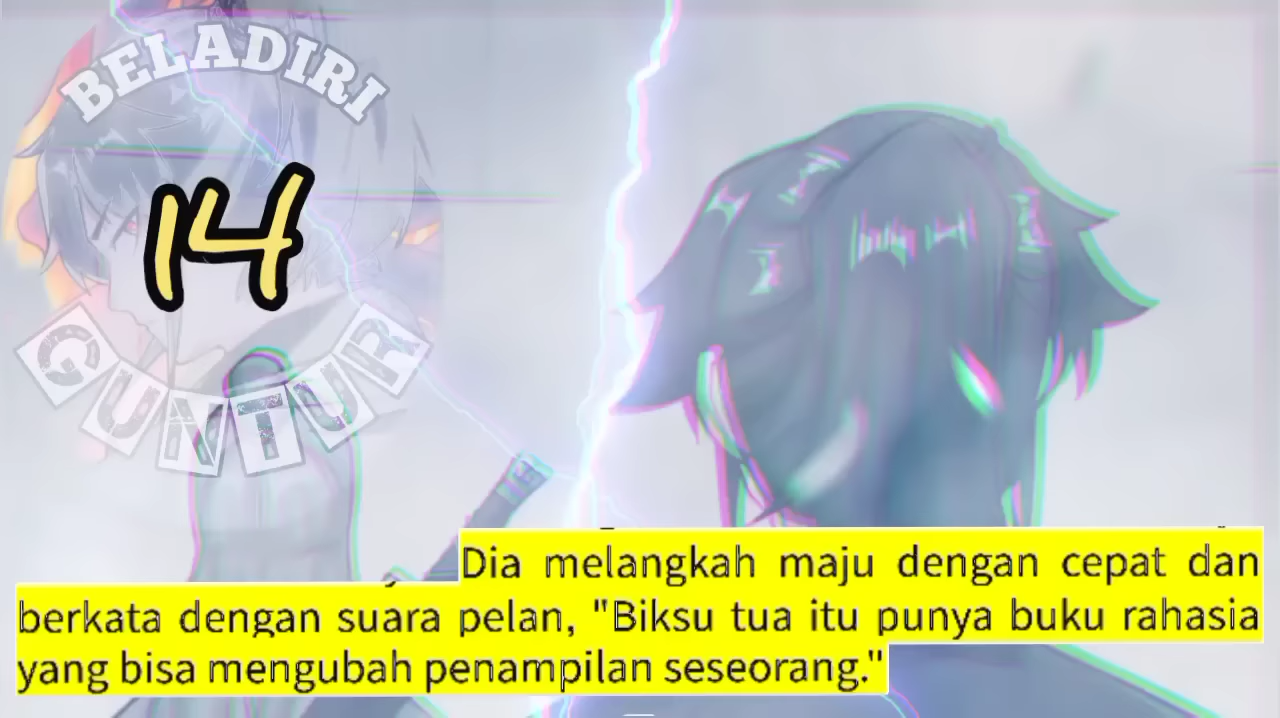 BELADIRI
14
GUNTUR
Dia melangkah maju dengan cepat dan
berkata dengan suara pelan, "Biksu tua itu punya buku rahasia
yang bisa mengubah penampilan seseorang."